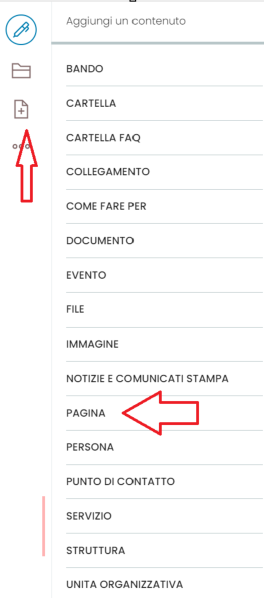 Aggiungi un contenuto
BANDO
CARTELLA
CARTELLA FAQ
COLLEGAMENTO
COME FARE PER
DOCUMENTO
EVENTO
FILE
IMMAGINE
NOTIZIE E COMUNICATI STAMPA
PAGINA
PERSONA
PUNTO DI CONTATTO
SERVIZIO
STRUTTURA
UNITA ORGANIZZATIVA